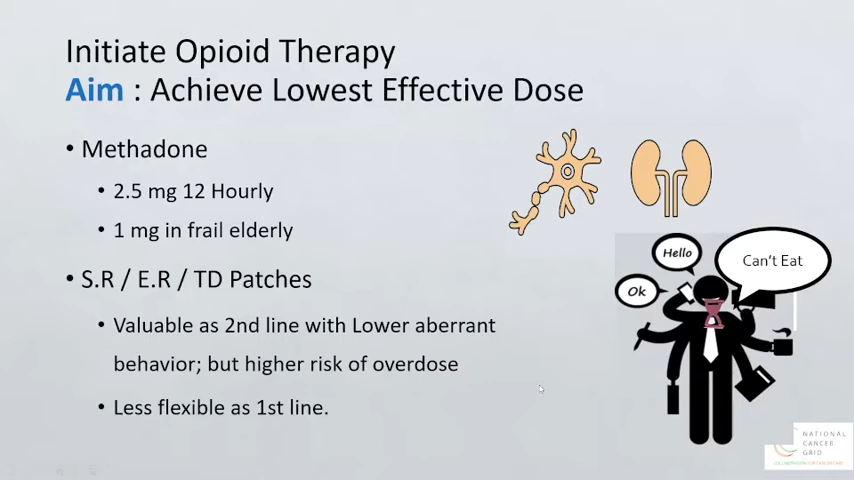 Initiate Opioid Therapy
Aim : Achieve Lowest Effective Dose
• Methadone
• 2.5 mg 12 Hourly
• 1 mg in frail elderly
• S.R / E.R / TD Patches
• Valuable as 2nd line with Lower aberrant
behavior; but higher risk of overdose
• Less flexible as 1st line.
Hello
Can't Eat
Ok
NATIONAL
CANCER
GRID